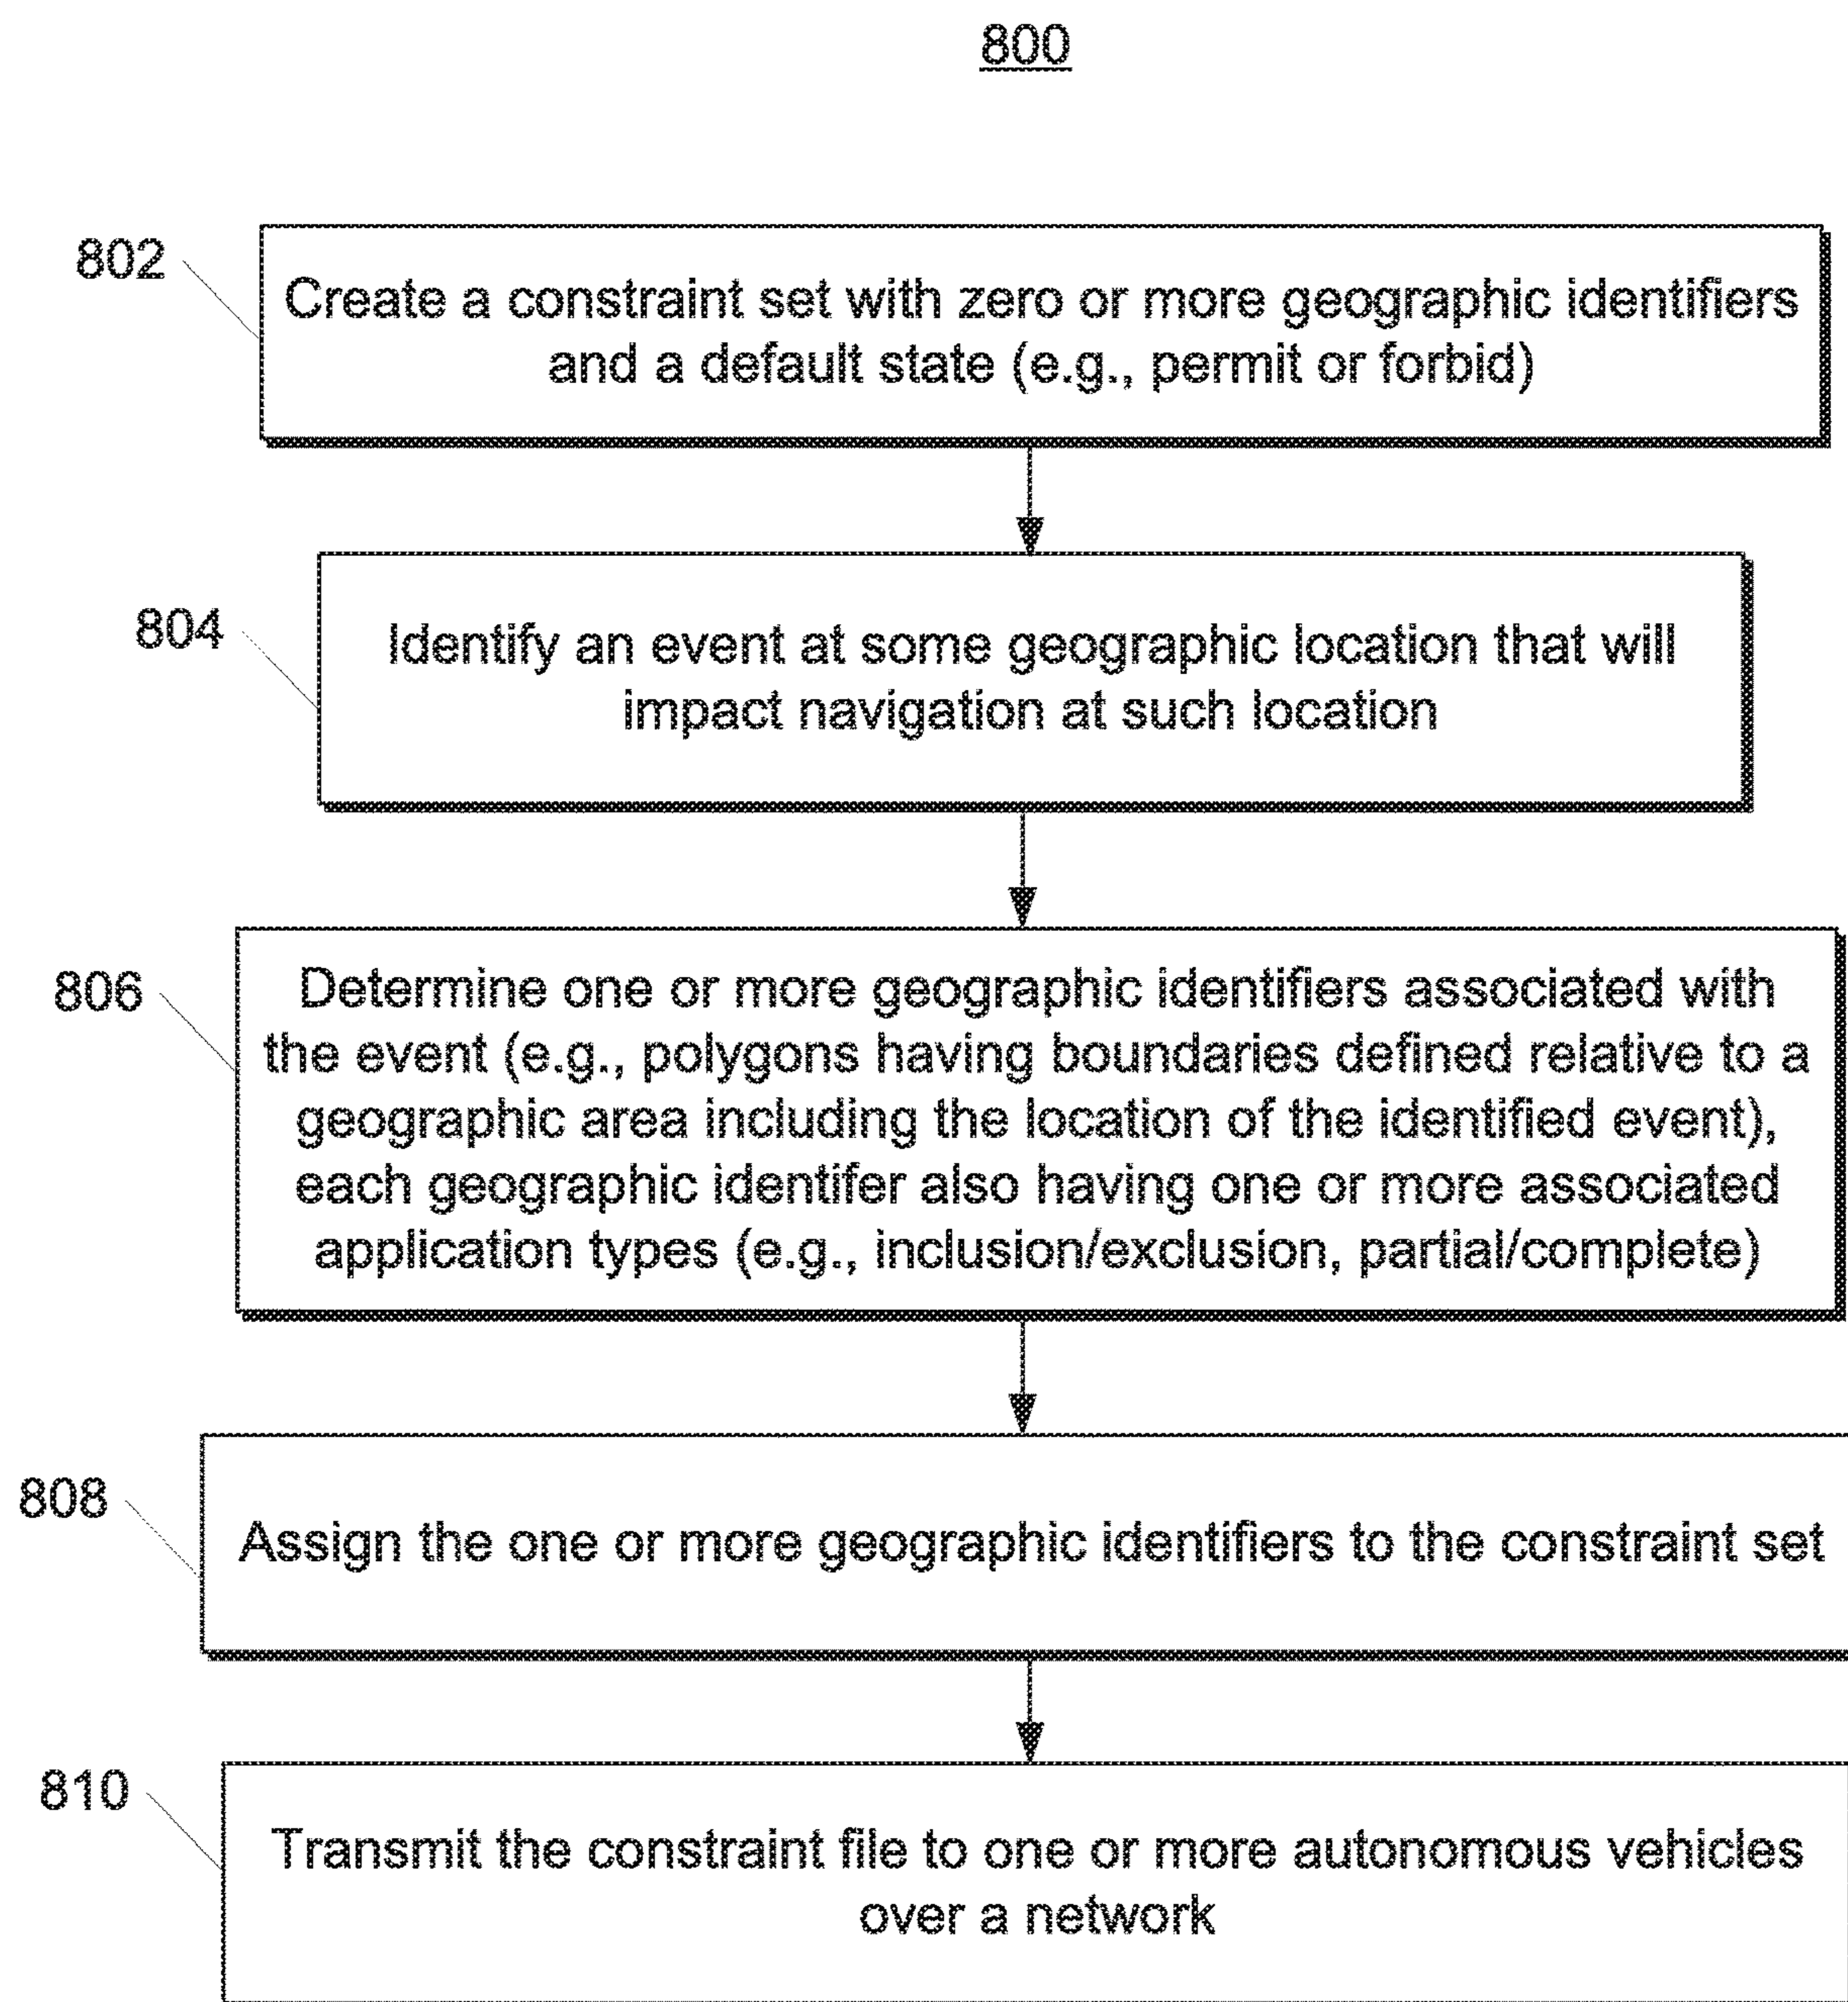 800
802
Create a constraint set with zero or more geographic identifiers
and a default state (e.g., permit or forbid)
804
Identify an event at some geographic location that will
impact navigation at such location
806
Determine one or more geographic identifiers associated with
the event (e.g., polygons having boundaries defined relative to a
geographic area including the location of the identified event),
each geographic identifer also having one or more associated
application types (e.g., inclusion/exclusion, partial/complete)
808
Assign the one or more geographic identifiers to the constraint set
810
Transmit the constraint file to one or more autonomous vehicles
over a network